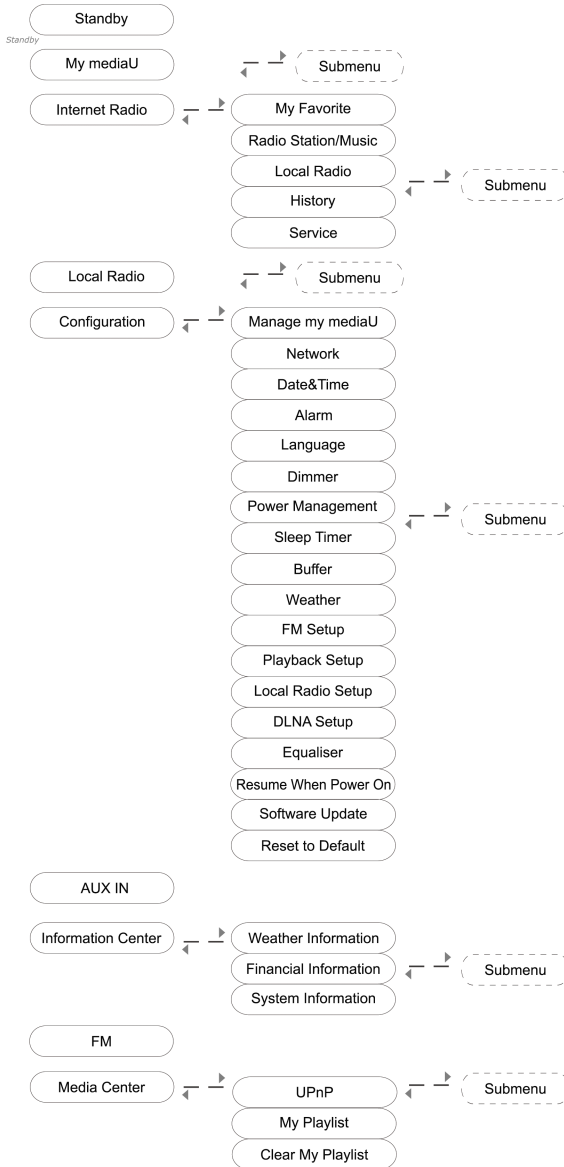 Standby
Standby
My mediaU
Submenu
Internet Radio
My Favorite
Radio Station/Music
Local Radio
History
Service
Submenu
Local Radio
Submenu
Configuration
Manage my mediaU
Network
Date&Time
Alarm
Language
Dimmer
Power Management
Sleep Timer
Buffer
Weather
FM Setup
Playback Setup
Local Radio Setup
DLNA Setup
Equaliser
Resume When Power On
Software Update
Reset to Default
Submenu
AUX IN
Information Center
Weather Information
Financial Information
System Information
Submenu
FM
Media Center
UPnP
My Playlist
Clear My Playlist
Submenu